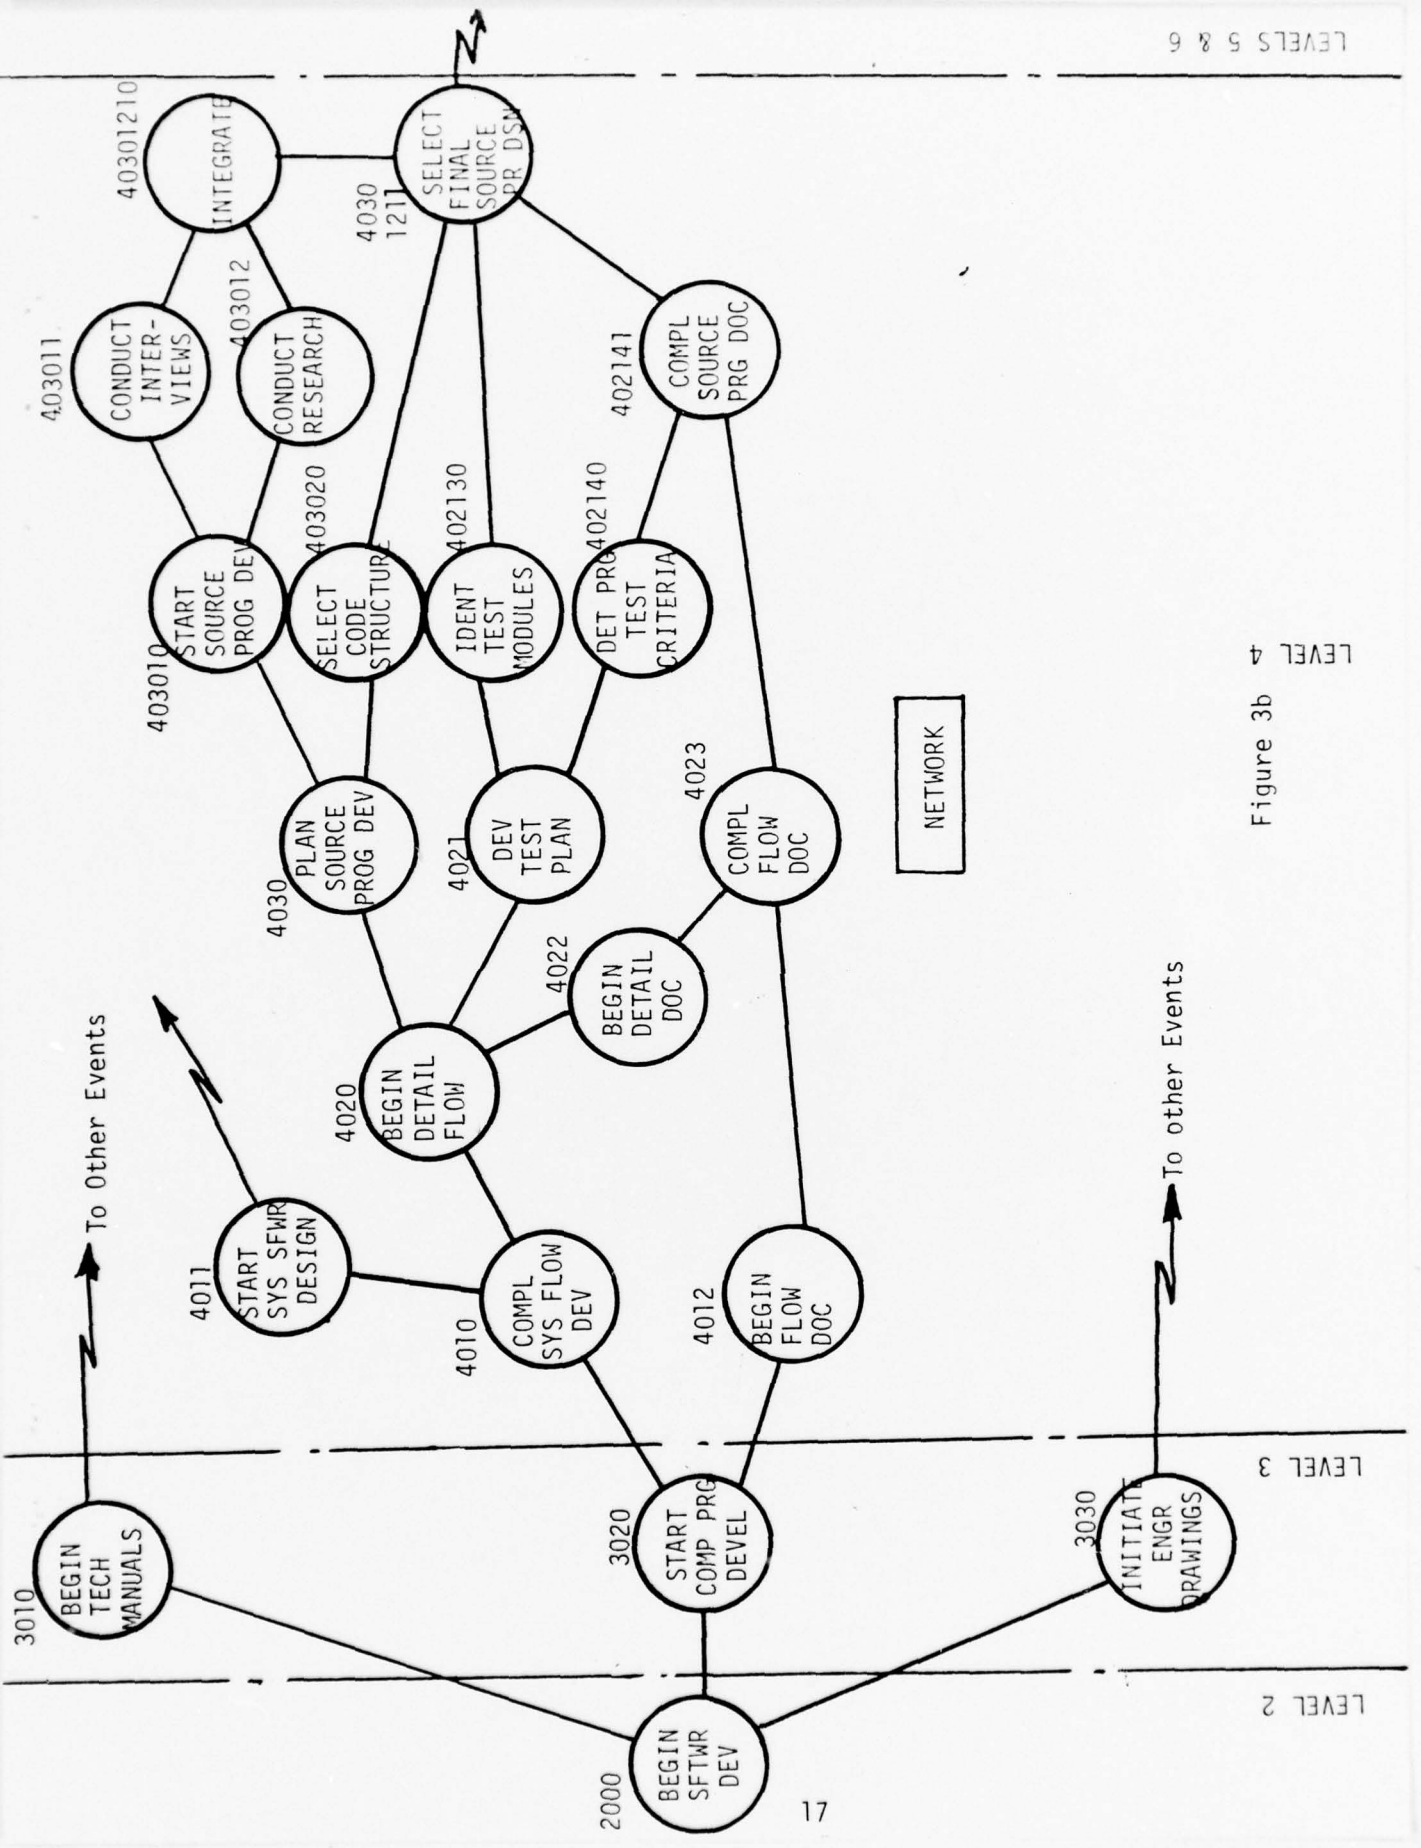 3010
BEGIN
TECH
MANUALS
To Other Events
4011
START
SYS SFWR
DESIGN
4030
PLAN
SOURCE
PROG DEV
403010
START
SOURCE
PROG DEV
403011
CONDUCT
INTER-
VIEWS
40301210
INTEGRATE
403012
CONDUCT
RESEARCH
4020
BEGIN
DETAIL
FLOW
403020
SELECT
CODE
STRUCTURE
4030
1211
SELECT
FINAL
SOURCE
PR DSN
4010
COMPL
SYS FLOW
DEV
4021
DEV
TEST
PLAN
402130
IDENT
TEST
MODULES
4022
BEGIN
DETAIL
DOC
402140
DET PRG
TEST
CRITERIA
402141
COMPL
SOURCE
PRG DOC
2000
BEGIN
SFTWR
DEV
3020
START
COMP PRG
DEVEL
4012
BEGIN
FLOW
DOC
4023
COMPL
FLOW
DOC
NETWORK
3030
INITIATE
ENGR
DRAWINGS
To other Events
Figure 3b
LEVEL 2
LEVEL 3
LEVEL 4
LEVELS 5 & 6
17